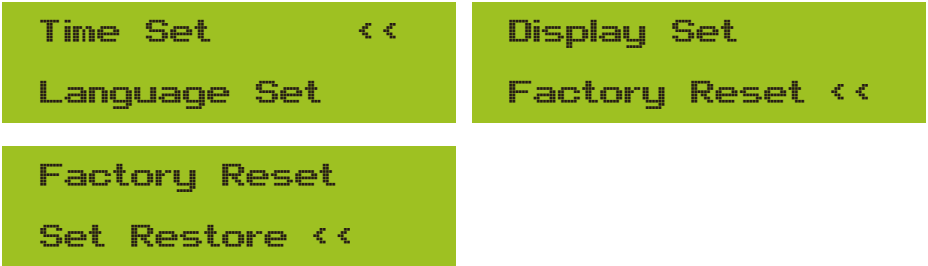 Time Set <<
Language Set
Display Set
Factory Reset <<
Factory Reset
Set Restore <<